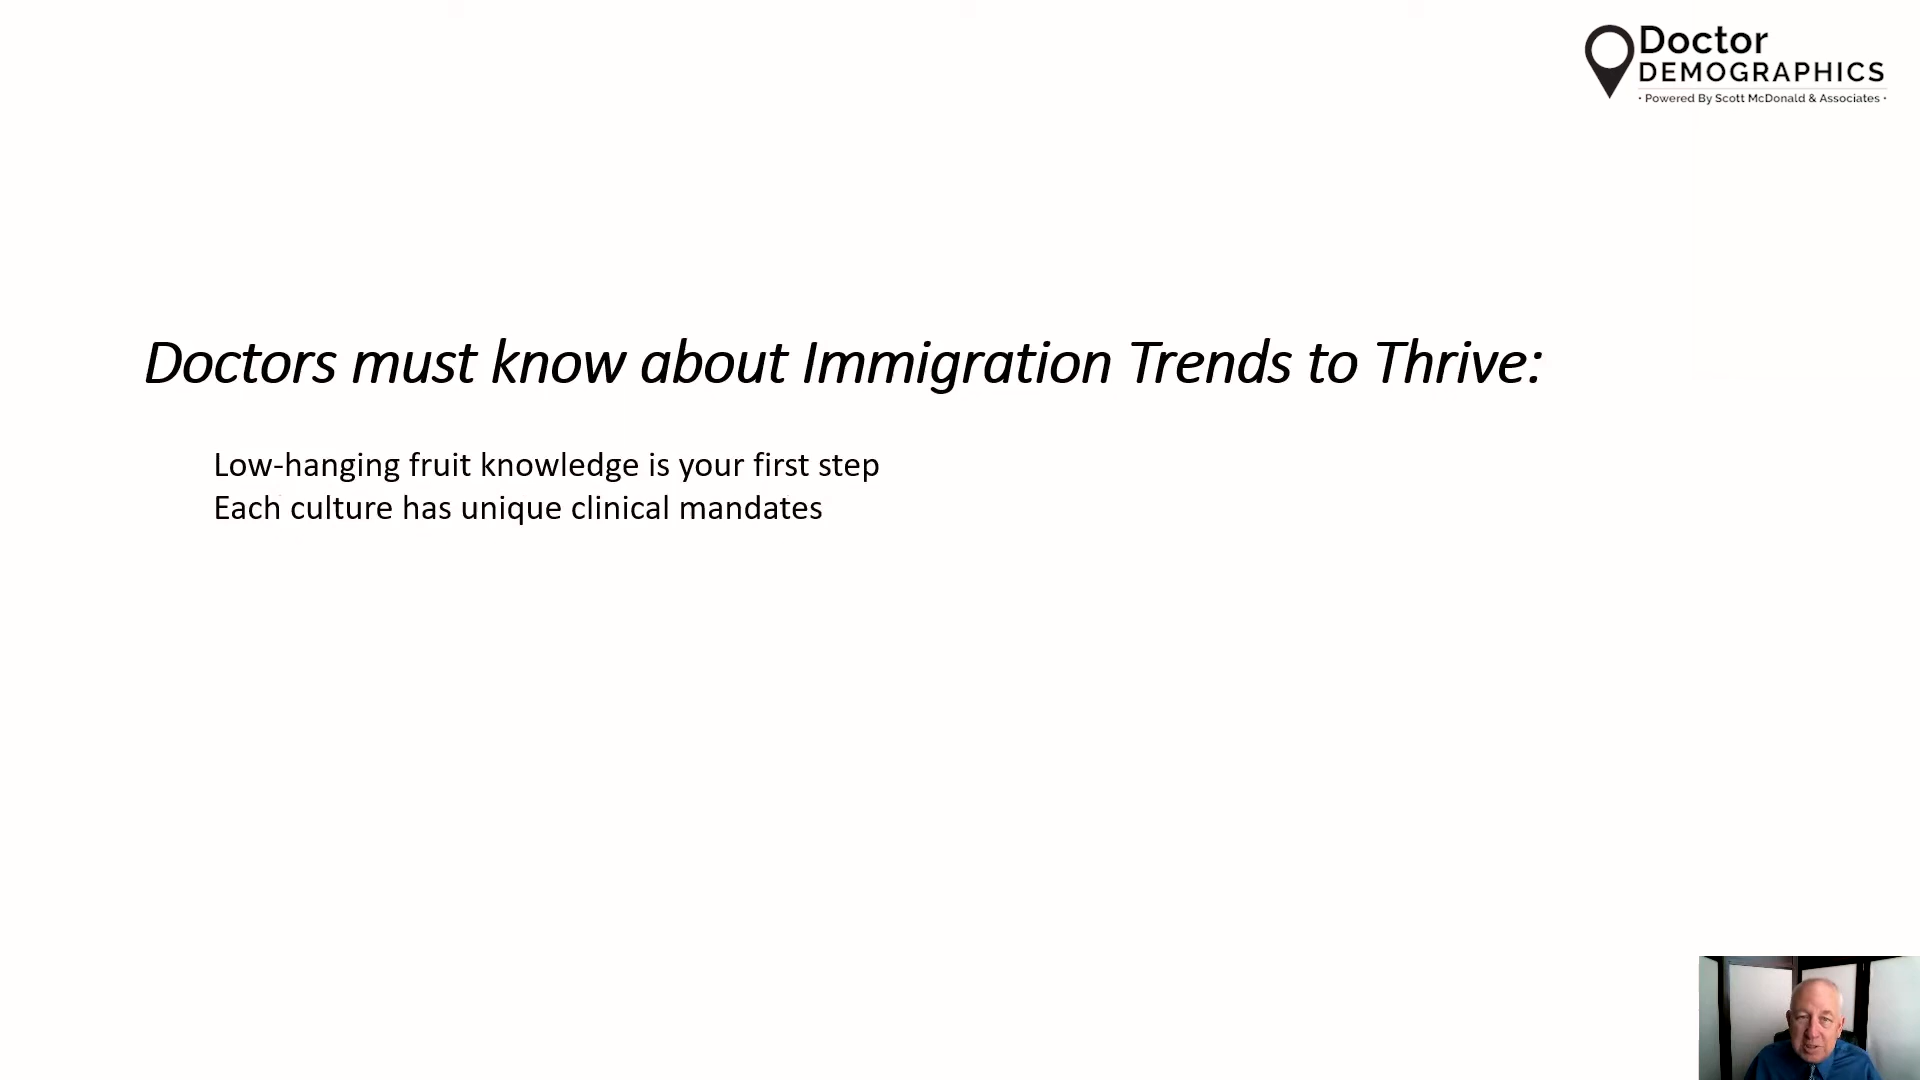 Doctor
DEMOGRAPHICS
· Powered By Scott McDonald & Associates ·
Doctors must know about Immigration Trends to Thrive:
Low-hanging fruit knowledge is your first step
Each culture has unique clinical mandates